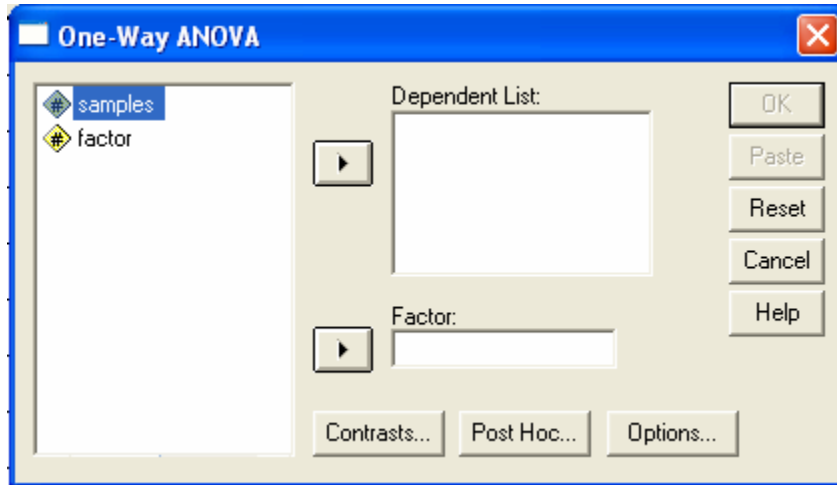 One-Way ANOVA
samples
factor
Dependent List:
Factor:
OK
Paste
Reset
Cancel
Help
Contrasts...
Post Hoc...
Options...